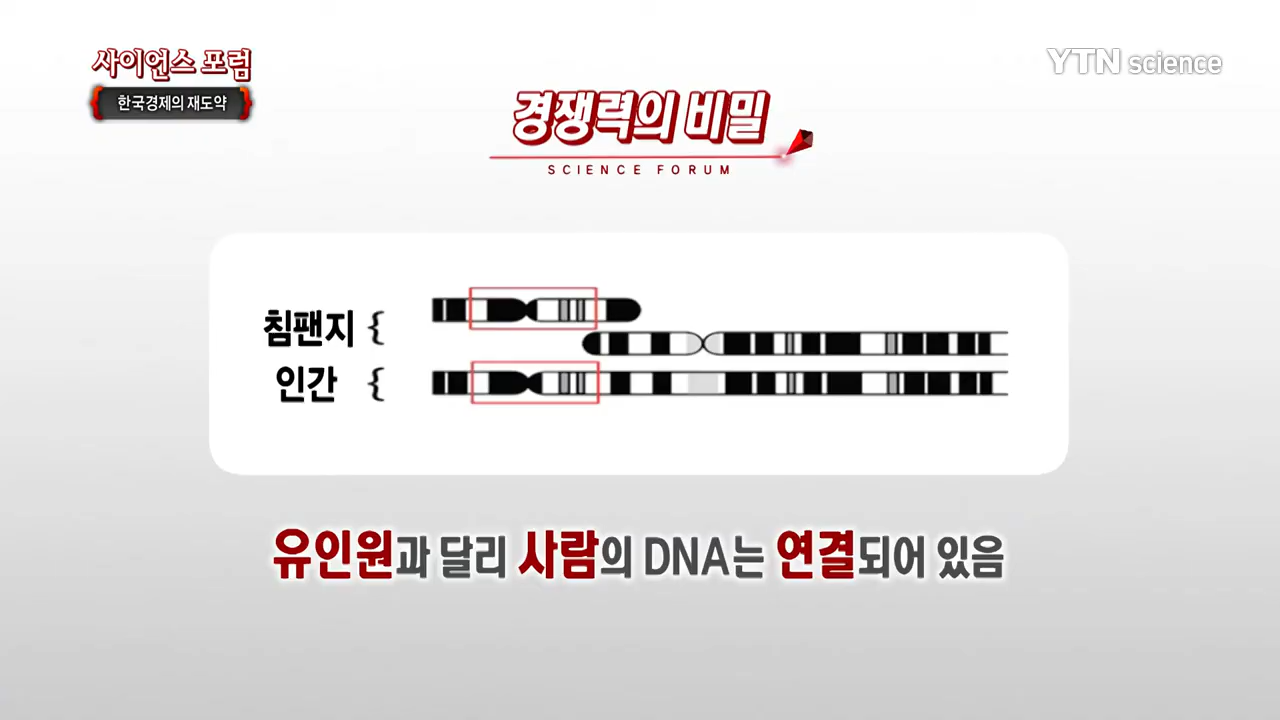 사이언스 포럼
한국경제의 재도약
YTN science
경쟁력의 비밀
SCIENCE FORUM
침팬지 {
인간 {
유인원과 달리 사람의 DNA는 연결되어 있음